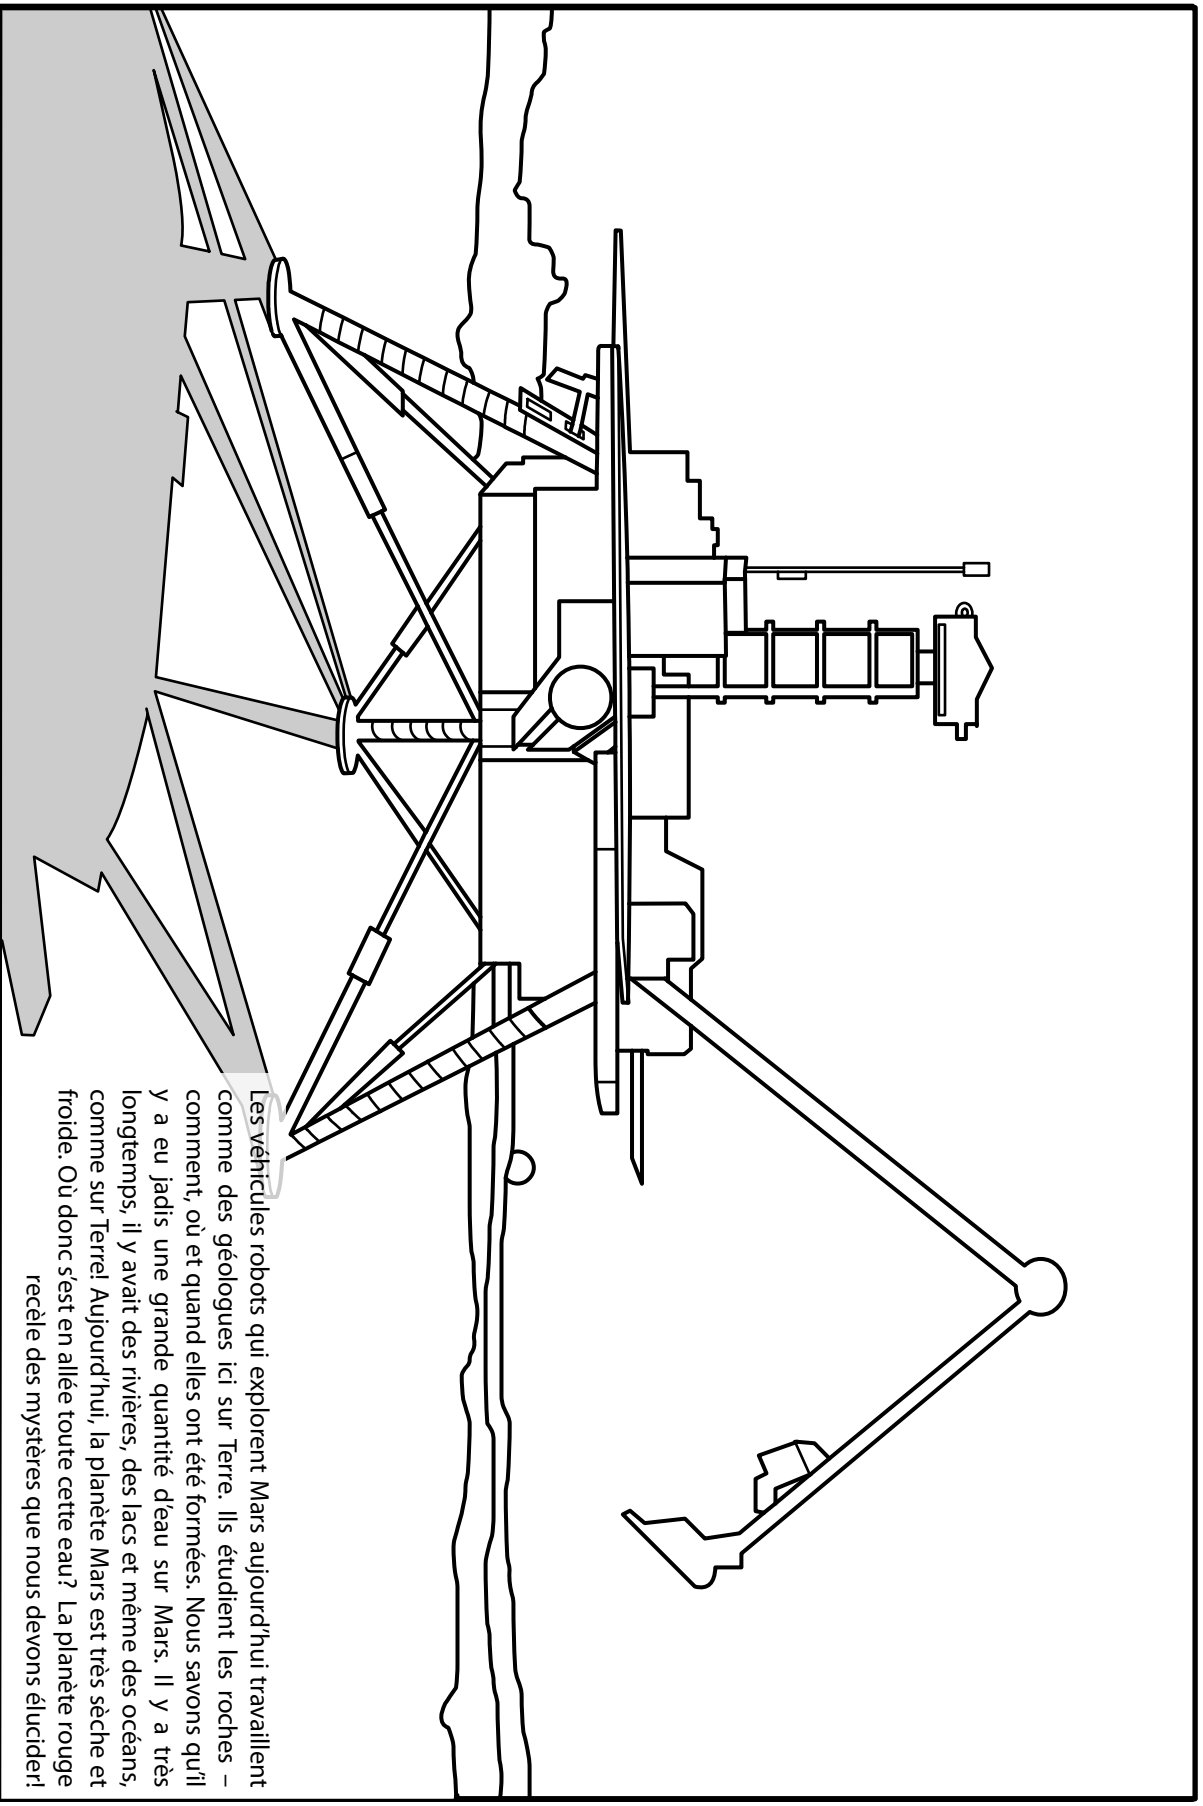 Les véhicules robots qui explorent Mars aujourd'hui travaillent
comme des géologues ici sur Terre. Ils étudient les roches –
comment, où et quand elles ont été formées. Nous savons qu'il
y a eu jadis une grande quantité d'eau sur Mars. Il y a très
longtemps, il y avait des rivières, des lacs et même des océans,
comme sur Terre! Aujourd'hui, la planète Mars est très sèche et
froide. Où donc s'est en allée toute cette eau? La planète rouge
recèle des mystères que nous devons élucider!